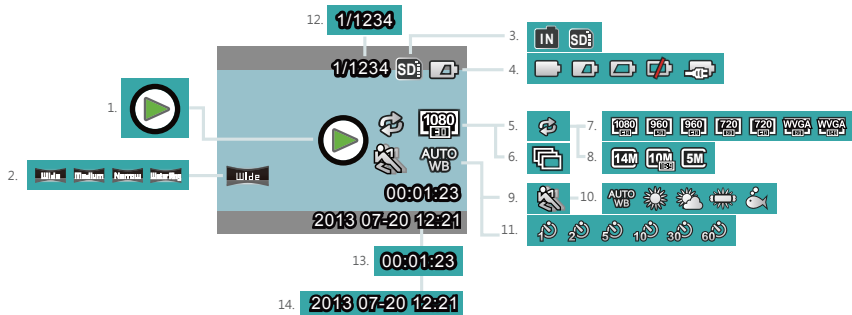 12. 1/1234
1/1234 SD
3. IN SD
4.
1.
1080
5. 7. 1080 960 960 720 720 WVGA WVGA
6. 8. 14M 10M 5M
2. Wide Medium Narrow
Wide
AUTO WB
9. 10. AUTO WB
00:01:23
11. 1 2 5 10 30 60
2013 07-20 12:21
13. 00:01:23
14. 2013 07-20 12:21